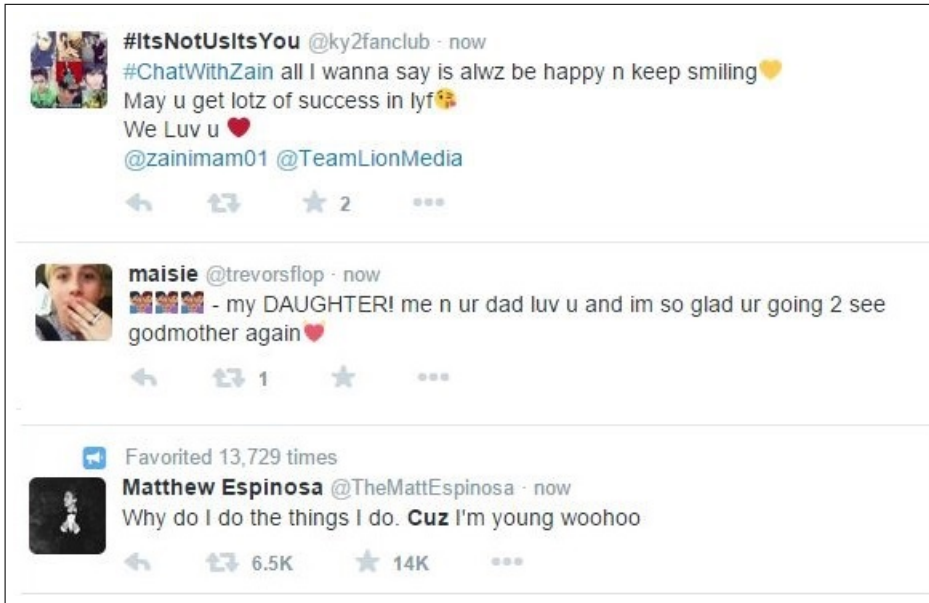 #ItsNotUsItsYou @ky2fanclub · now
#ChatWithZain all I wanna say is alwz be happy n keep smiling💛
May u get lotz of success in lyf😘
We Luv u ❤
@zainimam01 @TeamLionMedia
2
maisie @trevorsflop · now
- my DAUGHTER! me n ur dad luv u and im so glad ur going 2 see
godmother again💓
1
Favorited 13,729 times
Matthew Espinosa @TheMattEspinosa · now
Why do I do the things I do. Cuz I'm young woohoo
6.5K 14K